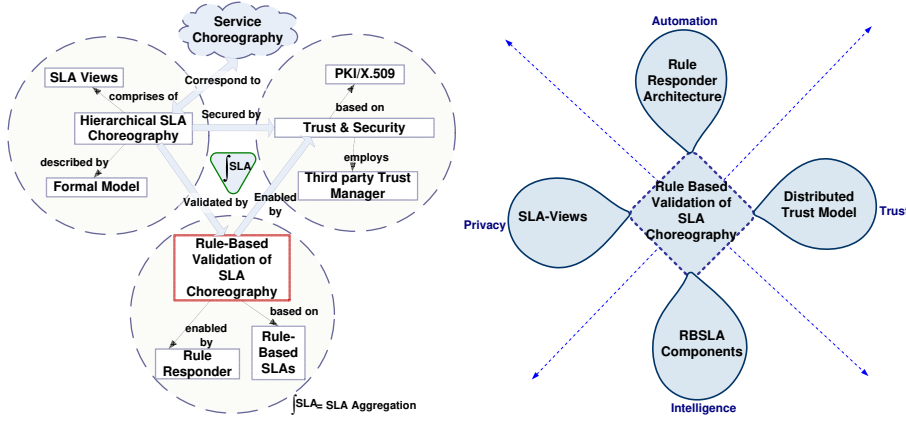 Service
Choreography
SLA Views
comprises of
Correspond to
Hierarchical SLA
Choreography
Secured by
described by
Formal Model
PKI/X.509
based on
Trust & Security
employs
Third party Trust
Manager
∫SLA
Validated by
Enabled
by
Rule-Based
Validation of
SLA
Choreography
enabled
by
based on
Rule
Responder
Rule-
Based
SLAs
∫SLA= SLA Aggregation
Automation
Rule
Responder
Architecture
Privacy
SLA-Views
Rule Based
Validation of
SLA
Choreography
Distributed
Trust Model
Trust
RBSLA
Components
Intelligence